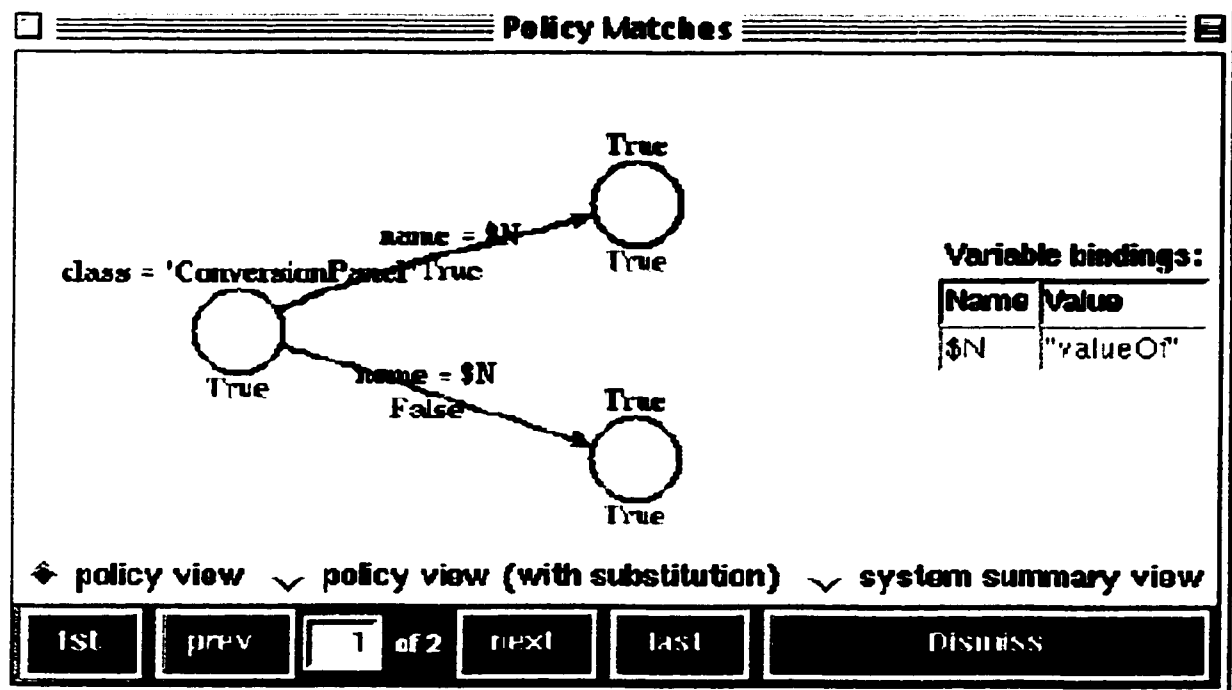 Policy Matches
True
name = $N
True
class = 'ConversionPanel'
True
True
name = $N
False
True
True
Variable bindings:
Name Value
$N "valueOf"
policy view policy view (with substitution) system summary view
1st prev 1 of 2 next last Dismiss